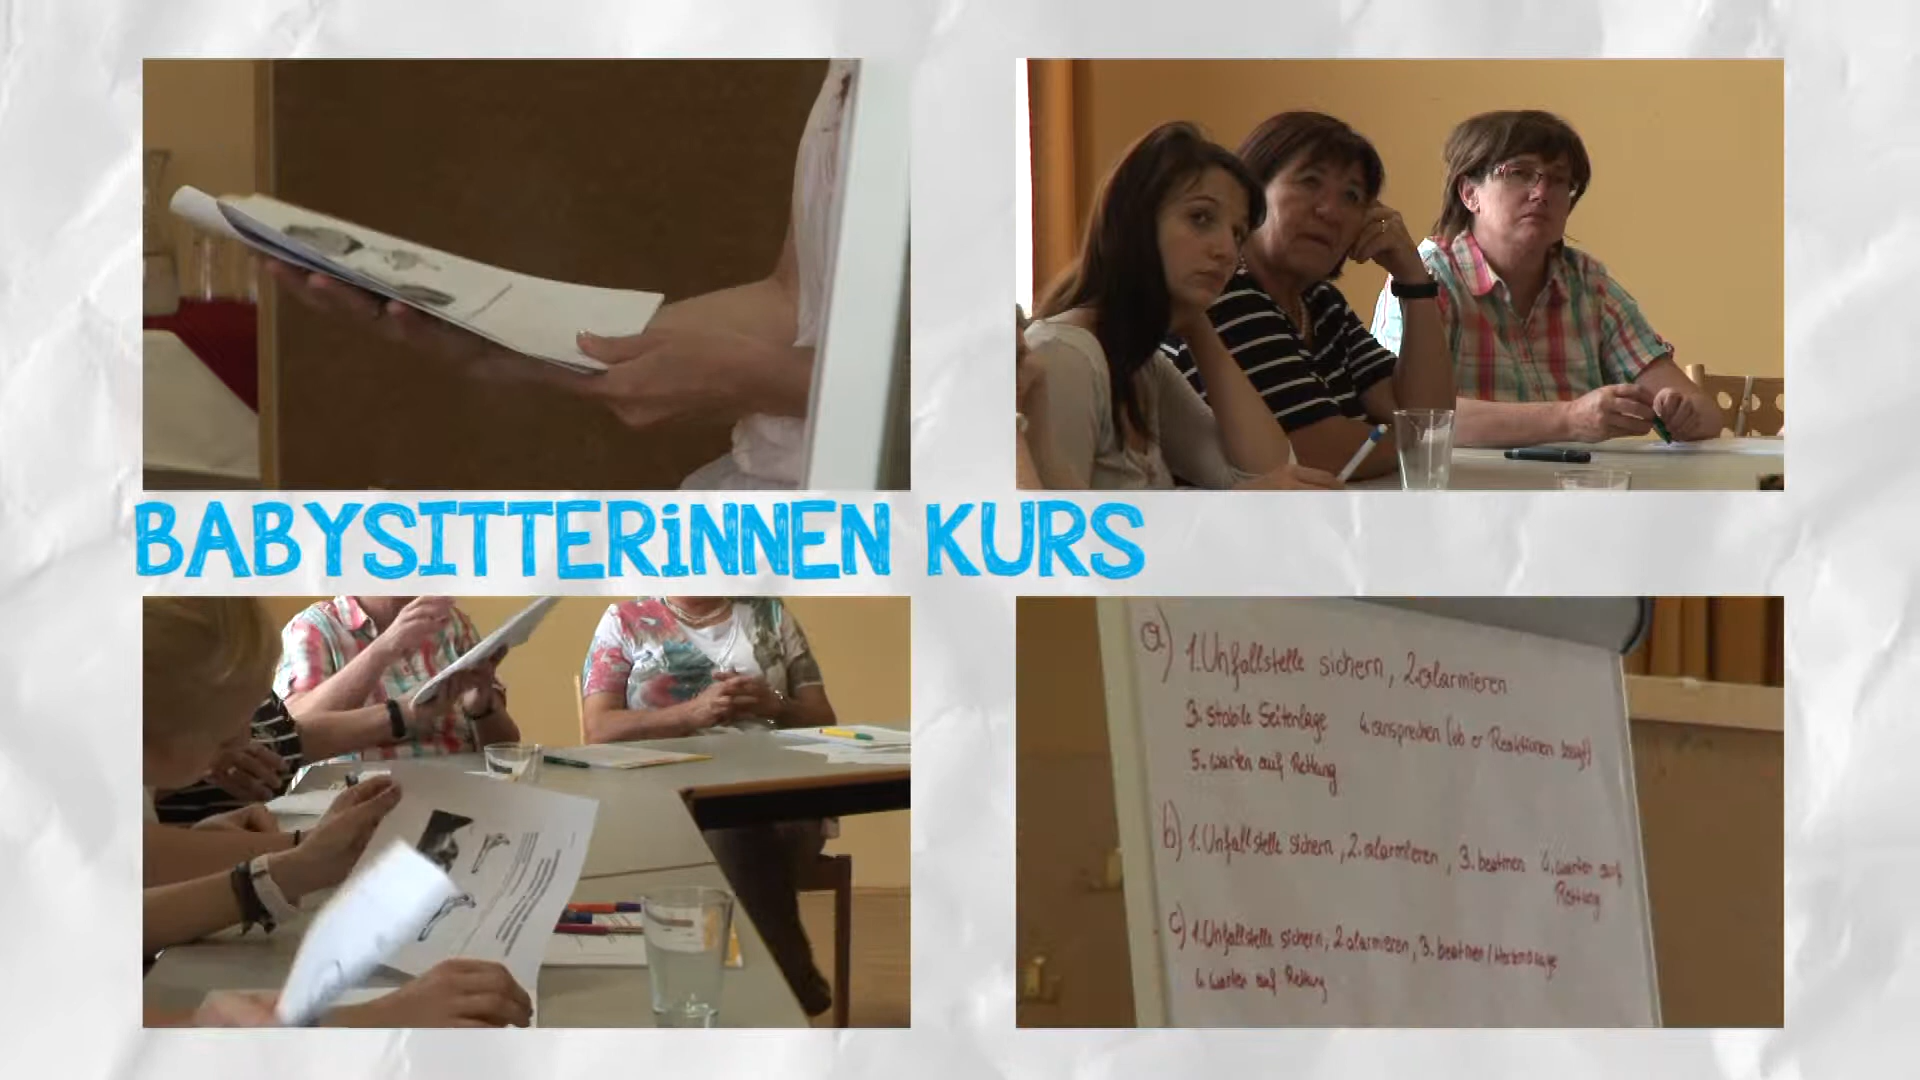 BABYSITTERiNNEN KURS
a) 1. Unfallstelle sichern, 2. alarmieren
3. stabile Seitenlage 4. ansprechen (ob er Reaktionen
5. warten auf Rettung
b) 1. Unfallstelle sichern, 2. alarmieren, 3. beatmen 4. warten auf
Rettung
c) 1. Unfallstelle sichern, 2. alarmieren, 3. beatmen /
4. warten auf Rettung